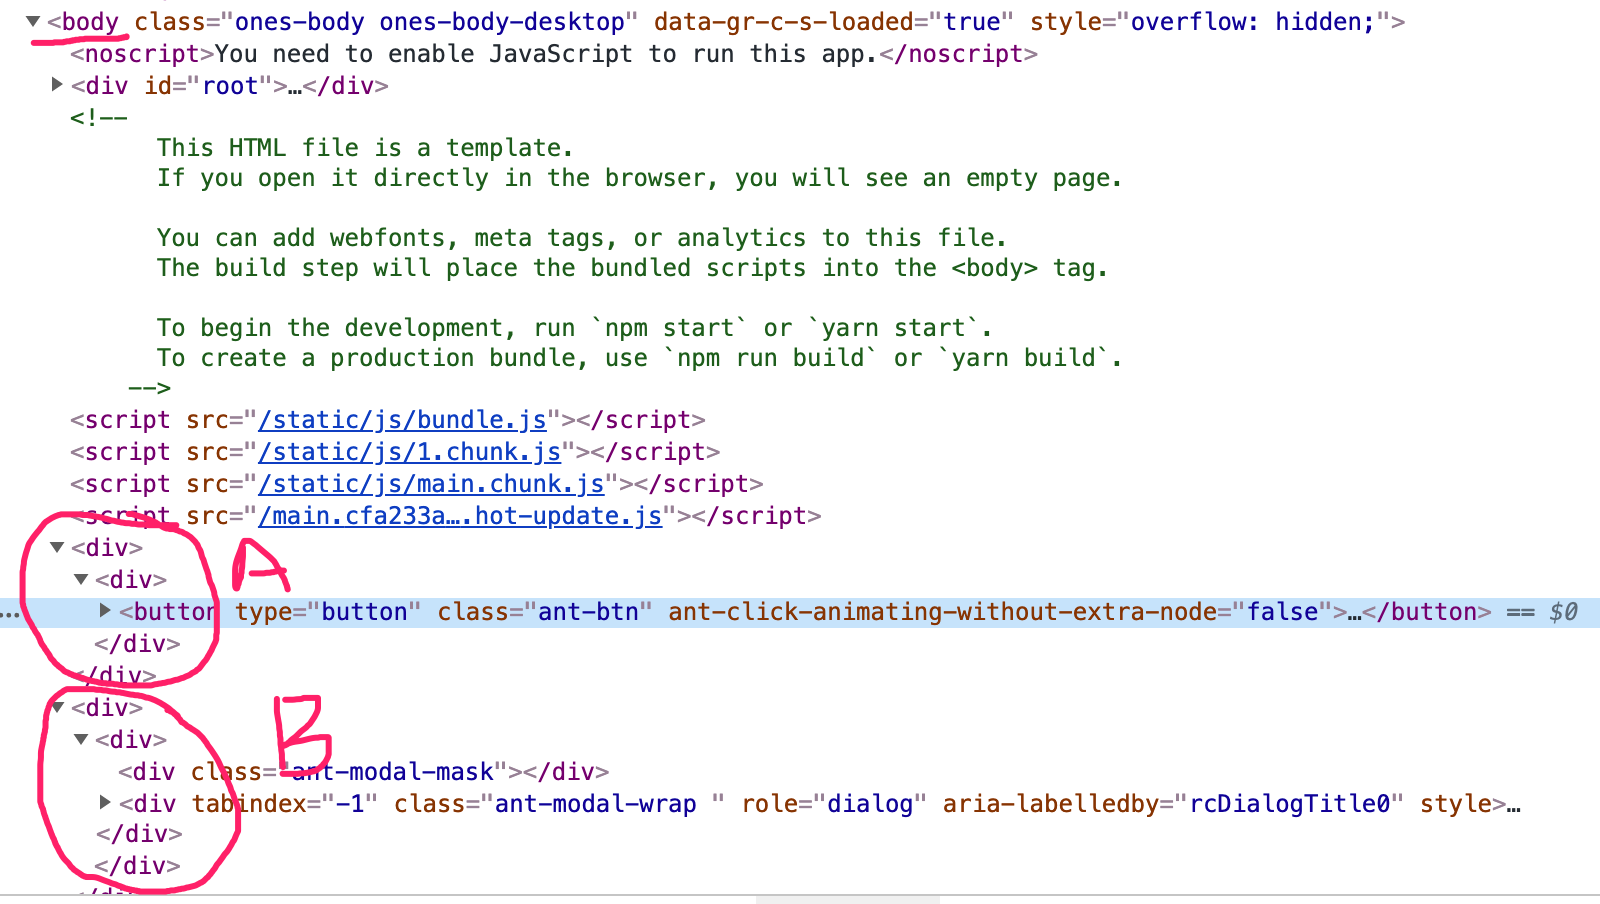 <body class="ones-body ones-body-desktop" data-gr-c-s-loaded="true" style="overflow: hidden;">
<noscript>You need to enable JavaScript to run this app.</noscript>
<div id="root">…</div>
<!--
This HTML file is a template.
If you open it directly in the browser, you will see an empty page.
You can add webfonts, meta tags, or analytics to this file.
The build step will place the bundled scripts into the <body> tag.
To begin the development, run `npm start` or `yarn start`.
To create a production bundle, use `npm run build` or `yarn build`.
-->
<script src="/static/js/bundle.js"></script>
<script src="/static/js/1.chunk.js"></script>
<script src="/static/js/main.chunk.js"></script>
<script src="/main.cfa233a….hot-update.js"></script>
<div>
A
<div>
…<button type="button" class="ant-btn" ant-click-animating-without-extra-node="false">…</button> == $0
</div>
</div>
<div>
B
<div>
<div class="ant-modal-mask"></div>
<div tabindex="-1" class="ant-modal-wrap " role="dialog" aria-labelledby="rcDialogTitle0" style>…
</div>
</div>
</div>